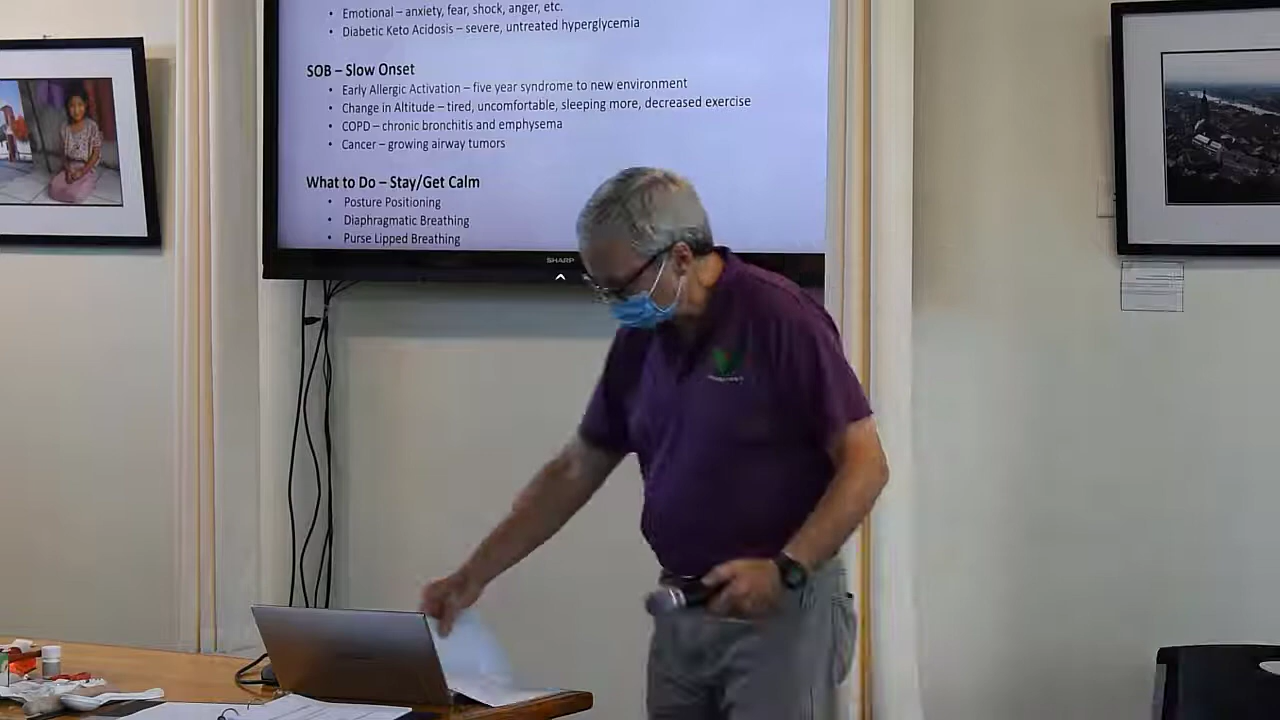 • Emotional – anxiety, fear, shock, anger, etc.
• Diabetic Keto Acidosis – severe, untreated hyperglycemia
SOB – Slow Onset
• Early Allergic Activation – five year syndrome to new environment
• Change in Altitude – tired, uncomfortable, sleeping more, decreased exercise
• COPD – chronic bronchitis and emphysema
• Cancer – growing airway tumors
What to Do – Stay/Get Calm
• Posture Positioning
• Diaphragmatic Breathing
• Purse Lipped Breathing
SHARP